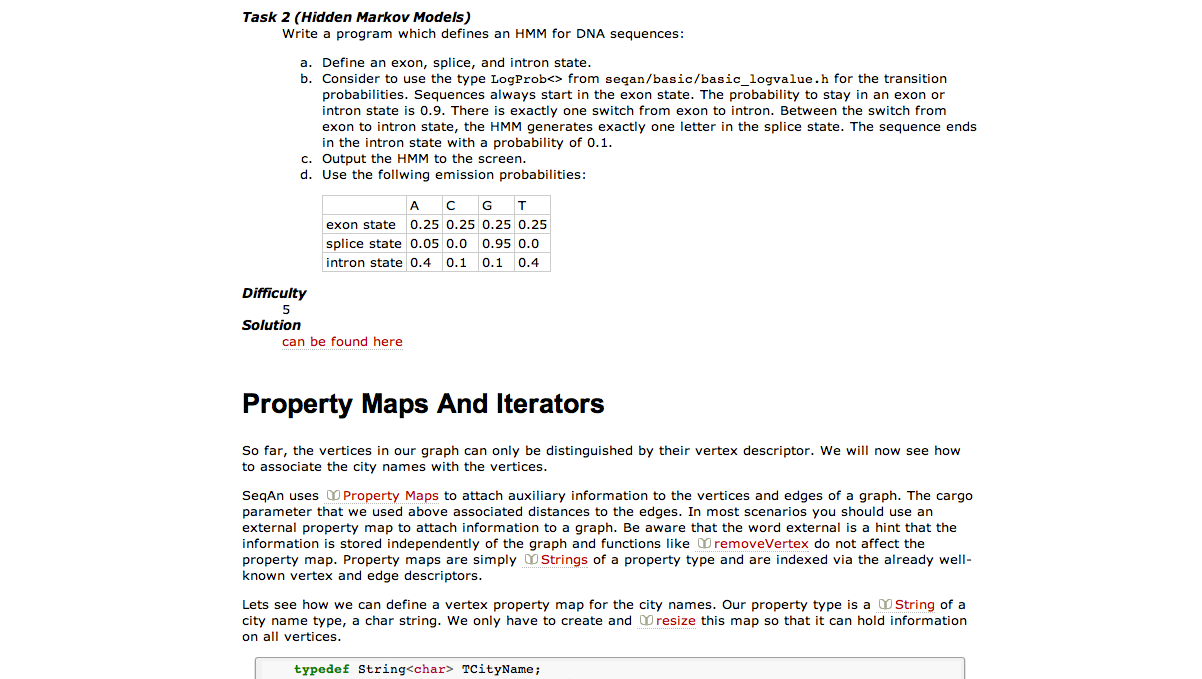 Task 2 (Hidden Markov Models)
Write a program which defines an HMM for DNA sequences:
a. Define an exon, splice, and intron state.
b. Consider to use the type LogProb<> from seqan/basic/basic_logvalue.h for the transition
probabilities. Sequences always start in the exon state. The probability to stay in an exon or
intron state is 0.9. There is exactly one switch from exon to intron. Between the switch from
exon to intron state, the HMM generates exactly one letter in the splice state. The sequence ends
in the intron state with a probability of 0.1.
c. Output the HMM to the screen.
d. Use the follwing emission probabilities:
A C G T
exon state 0.25 0.25 0.25 0.25
splice state 0.05 0.0 0.95 0.0
intron state 0.4 0.1 0.1 0.4
Difficulty
5
Solution
can be found here
Property Maps And Iterators
So far, the vertices in our graph can only be distinguished by their vertex descriptor. We will now see how
to associate the city names with the vertices.
SeqAn uses Property Maps to attach auxiliary information to the vertices and edges of a graph. The cargo
parameter that we used above associated distances to the edges. In most scenarios you should use an
external property map to attach information to a graph. Be aware that the word external is a hint that the
information is stored independently of the graph and functions like removeVertex do not affect the
property map. Property maps are simply Strings of a property type and are indexed via the already well-
known vertex and edge descriptors.
Lets see how we can define a vertex property map for the city names. Our property type is a String of a
city name type, a char string. We only have to create and resize this map so that it can hold information
on all vertices.
typedef String<char> TCityName;